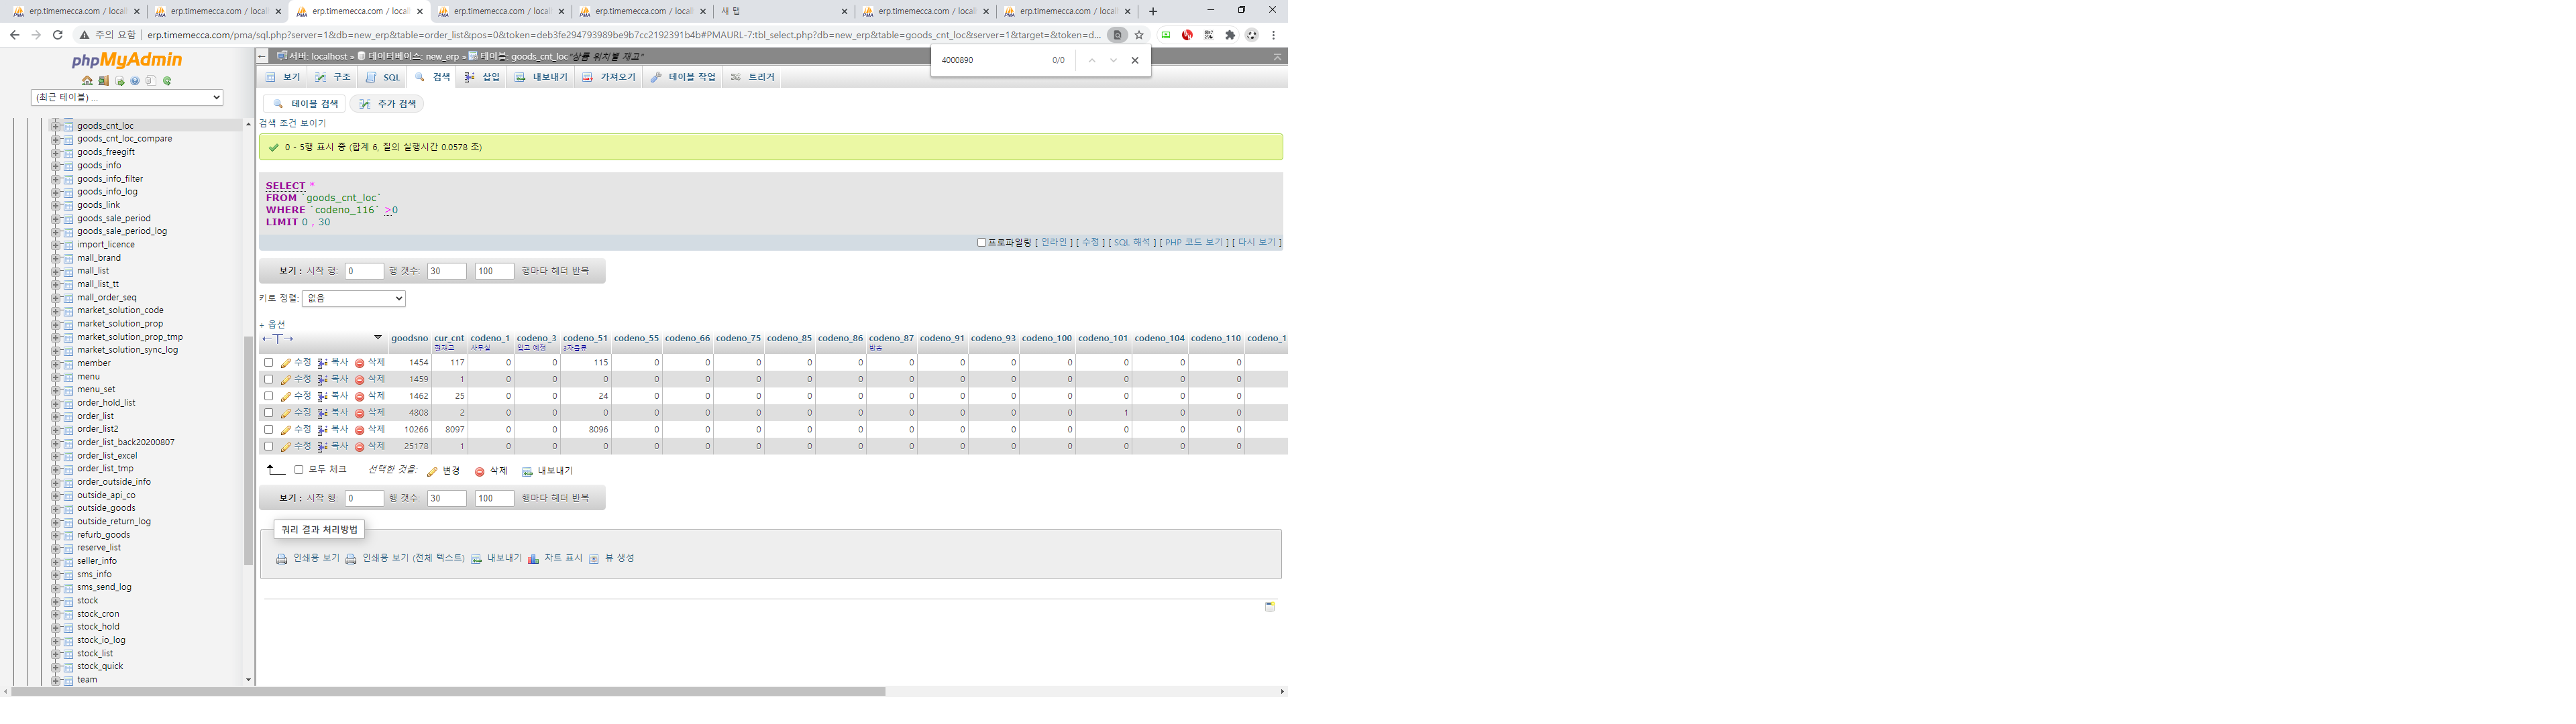 erp.timemecca.com / locall
erp.timemecca.com / locall
erp.timemecca.com / locall
erp.timemecca.com / locall
erp.timemecca.com / locall
새 탭
erp.timemecca.com / locall
erp.timemecca.com / locall
주의 요함 erp.timemecca.com/pma/sql.php?server=1&db=new_erp&table=order_list&pos=0&token=deb3fe294793989be9b7cc2192391b4b#PMAURL-7:tbl_select.php?db=new_erp&table=goods_cnt_loc&server=1&target=&token=d...
4000890 0/0
phpMyAdmin
(최근 테이블) ...
goods_cnt_loc
goods_cnt_loc_compare
goods_freegift
goods_info
goods_info_filter
goods_info_log
goods_link
goods_sale_period
goods_sale_period_log
import_licence
mall_brand
mall_list
mall_list_tt
mall_order_seq
market_solution_code
market_solution_prop
market_solution_prop_tmp
market_solution_sync_log
member
menu
menu_set
order_hold_list
order_list
order_list2
order_list_back20200807
order_list_excel
order_list_tmp
order_outside_info
outside_api_co
outside_goods
outside_return_log
refurb_goods
reserve_list
seller_info
sms_info
sms_send_log
stock
stock_cron
stock_hold
stock_io_log
stock_list
stock_quick
team
서버: localhost » 데이터베이스: new_erp » 테이블: goods_cnt_loc "상품 위치별 재고"
보기 구조 SQL 검색 삽입 내보내기 가져오기 테이블 작업 트리거
테이블 검색 추가 검색
검색 조건 보이기
0 - 5행 표시 중 (합계 6, 질의 실행시간 0.0578 초)
SELECT *
FROM `goods_cnt_loc`
WHERE `codeno_116` >0
LIMIT 0 , 30
프로파일링 [ 인라인 ] [ 수정 ] [ SQL 해석 ] [ PHP 코드 보기 ] [ 다시 보기 ]
보기 : 시작 행: 0 행 갯수: 30 100 행마다 헤더 반복
키로 정렬: 없음
+ 옵션
←T→ goodsno cur_cnt codeno_1 codeno_3 codeno_51 codeno_55 codeno_66 codeno_75 codeno_85 codeno_86 codeno_87 codeno_91 codeno_93 codeno_100 codeno_101 codeno_104 codeno_110 codeno_1
현재고 사무실 입고 예정 3자물류 방송
수정 복사 삭제 1454 117 0 0 115 0 0 0 0 0 0 0 0 0 0 0 0
수정 복사 삭제 1459 1 0 0 0 0 0 0 0 0 0 0 0 0 0 0 0
수정 복사 삭제 1462 25 0 0 24 0 0 0 0 0 0 0 0 0 0 0 0
수정 복사 삭제 4808 2 0 0 0 0 0 0 0 0 0 0 0 0 1 0 0
수정 복사 삭제 10266 8097 0 0 8096 0 0 0 0 0 0 0 0 0 0 0 0
수정 복사 삭제 25178 1 0 0 0 0 0 0 0 0 0 0 0 0 0 0 0
모두 체크 선택한 것을: 변경 삭제 내보내기
보기 : 시작 행: 0 행 갯수: 30 100 행마다 헤더 반복
쿼리 결과 처리방법
인쇄용 보기 인쇄용 보기 (전체 텍스트) 내보내기 차트 표시 뷰 생성